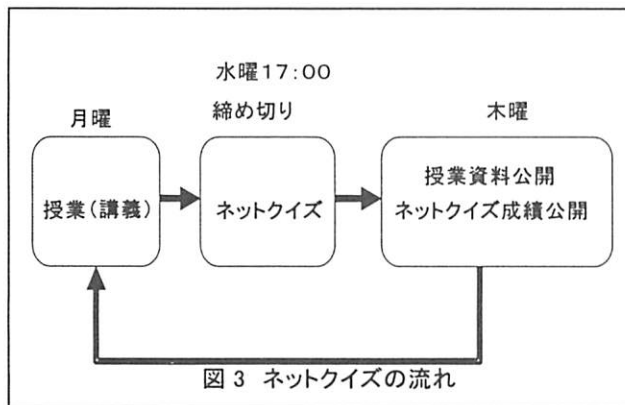 水曜17:00
締め切り
月曜
木曜
授業(講義)
ネットクイズ
授業資料公開
ネットクイズ成績公開
図3 ネットクイズの流れ